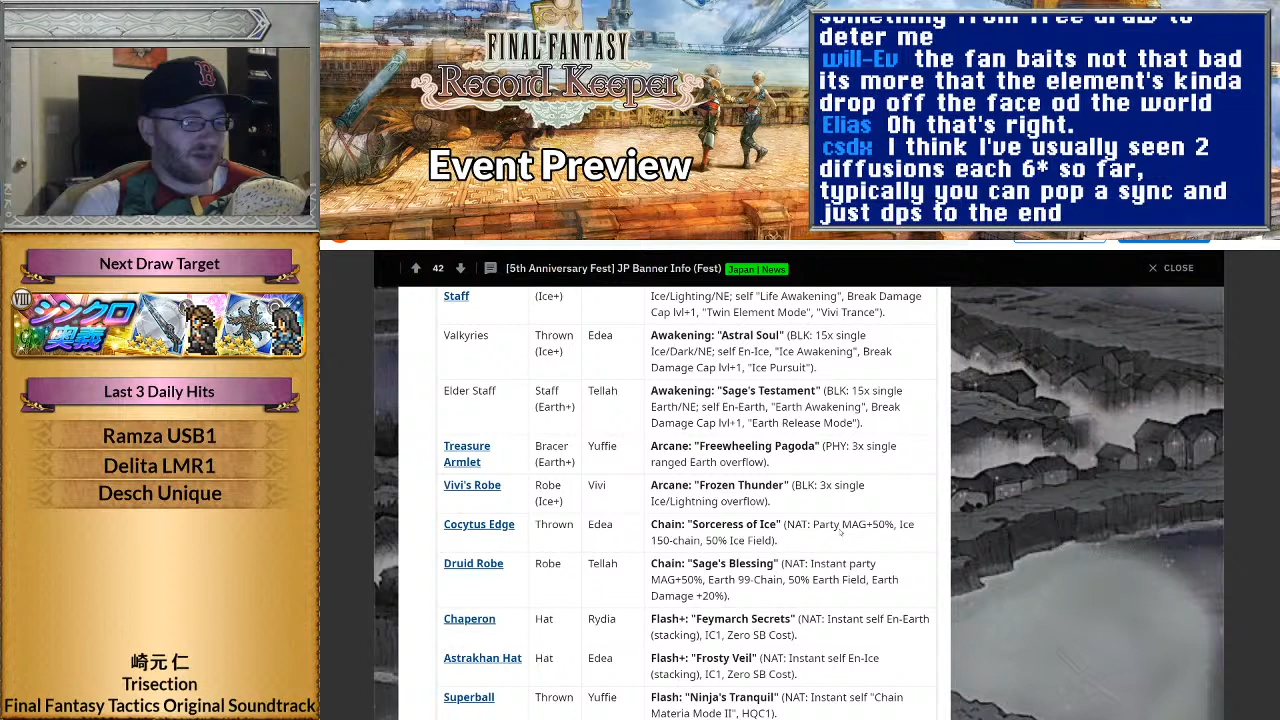 FINAL FANTASY
Record Keeper
Event Preview
something from free draw to
deter me
will-Ev the fan baits not that bad
its more that the element's kinda
drop off the face od the world
Elias Oh that's right.
csdx I think I've usually seen 2
diffusions each 6* so far,
typically you can pop a sync and
just dps to the end
Next Draw Target
VIII
シンクロ
奥義
Last 3 Daily Hits
Ramza USB1
Delita LMR1
Desch Unique
崎元 仁
Trisection
Final Fantasy Tactics Original Soundtrack
42 [5th Anniversary Fest] JP Banner Info (Fest) Japan | News CLOSE
Staff (Ice+) Ice/Lighting/NE; self "Life Awakening", Break Damage
Cap lvl+1, "Twin Element Mode", "Vivi Trance").
Valkyries Thrown Edea Awakening: "Astral Soul" (BLK: 15x single
(Ice+) Ice/Dark/NE; self En-Ice, "Ice Awakening", Break
Damage Cap lvl+1, "Ice Pursuit").
Elder Staff Staff Tellah Awakening: "Sage's Testament" (BLK: 15x single
(Earth+) Earth/NE; self En-Earth, "Earth Awakening", Break
Damage Cap lvl+1, "Earth Release Mode").
Treasure Bracer Yuffie Arcane: "Freewheeling Pagoda" (PHY: 3x single
Armlet (Earth+) ranged Earth overflow).
Vivi's Robe Robe Vivi Arcane: "Frozen Thunder" (BLK: 3x single
(Ice+) Ice/Lightning overflow).
Cocytus Edge Thrown Edea Chain: "Sorceress of Ice" (NAT: Party MAG+50%, Ice
150-chain, 50% Ice Field).
Druid Robe Robe Tellah Chain: "Sage's Blessing" (NAT: Instant party
MAG+50%, Earth 99-Chain, 50% Earth Field, Earth
Damage +20%).
Chaperon Hat Rydia Flash+: "Feymarch Secrets" (NAT: Instant self En-Earth
(stacking), IC1, Zero SB Cost).
Astrakhan Hat Hat Edea Flash+: "Frosty Veil" (NAT: Instant self En-Ice
(stacking), IC1, Zero SB Cost).
Superball Thrown Yuffie Flash: "Ninja's Tranquil" (NAT: Instant self "Chain
Materia Mode II", HQC1).